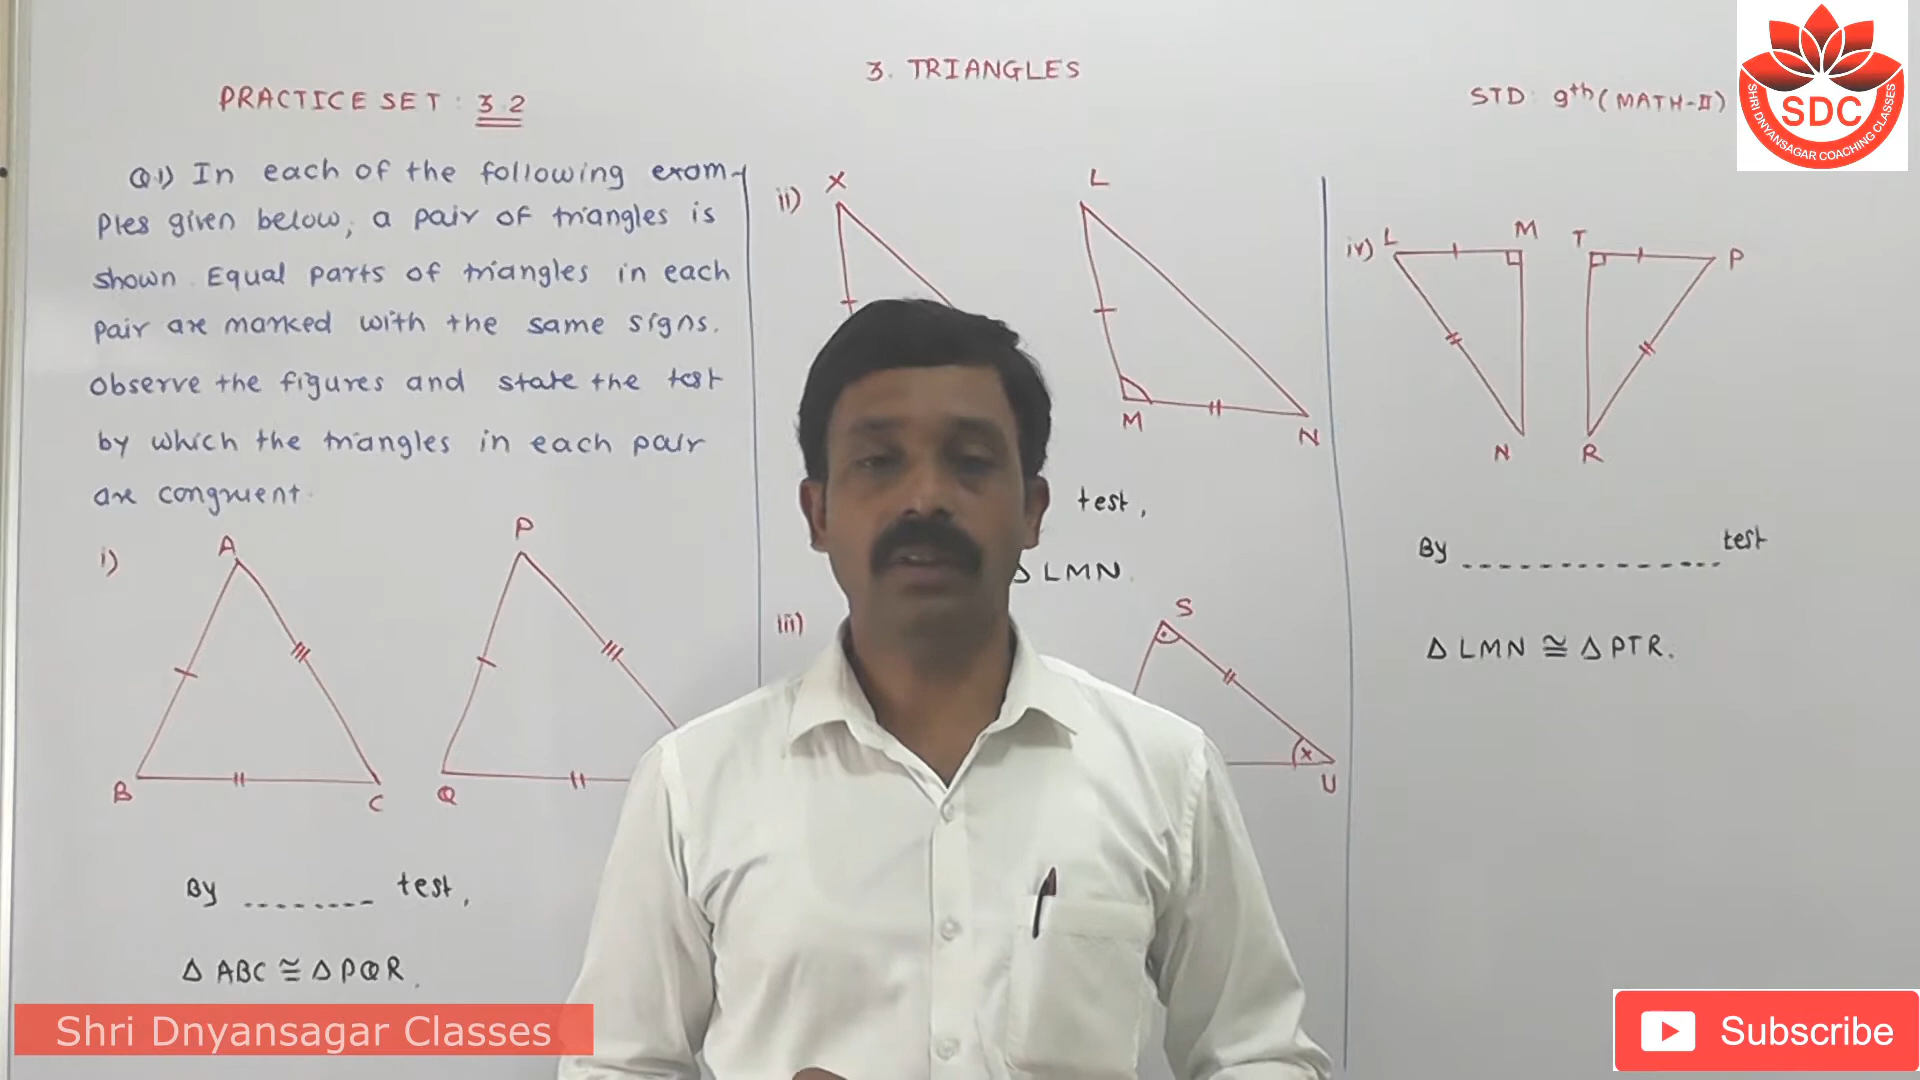 3. TRIANGLES
PRACTICE SET : 3.2
STD: 9th (MATH-II)
SDC
SHRI DNYANSAGAR COACHING CLASSES
Q.1) In each of the following exam-
ples given below, a pair of triangles is
shown. Equal parts of triangles in each
pair are marked with the same signs.
Observe the figures and state the test
by which the triangles in each pair
are congruent.
i)
A
P
B
C
Q
By -------- test,
Δ ABC ≅ Δ PQR.
ii)
X
L
M
N
test,
Δ LMN.
iii)
S
x
U
iv)
L
M
T
P
N
R
By -------------- test
Δ LMN ≅ Δ PTR.
Shri Dnyansagar Classes
Subscribe